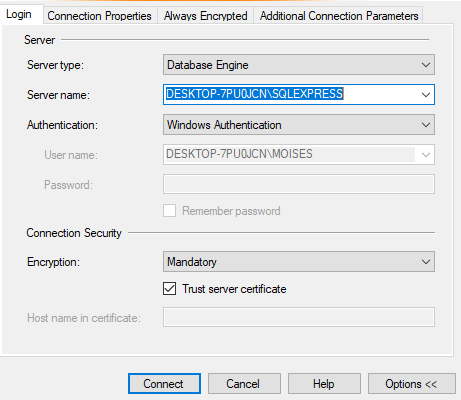 Login Connection Properties Always Encrypted Additional Connection Parameters
Server
Server type: Database Engine
Server name: DESKTOP-7PU0JCN\SQLEXPRESS
Authentication: Windows Authentication
User name: DESKTOP-7PU0JCN\MOISES
Password:
Remember password
Connection Security
Encryption: Mandatory
Trust server certificate
Host name in certificate:
Connect Cancel Help Options <<